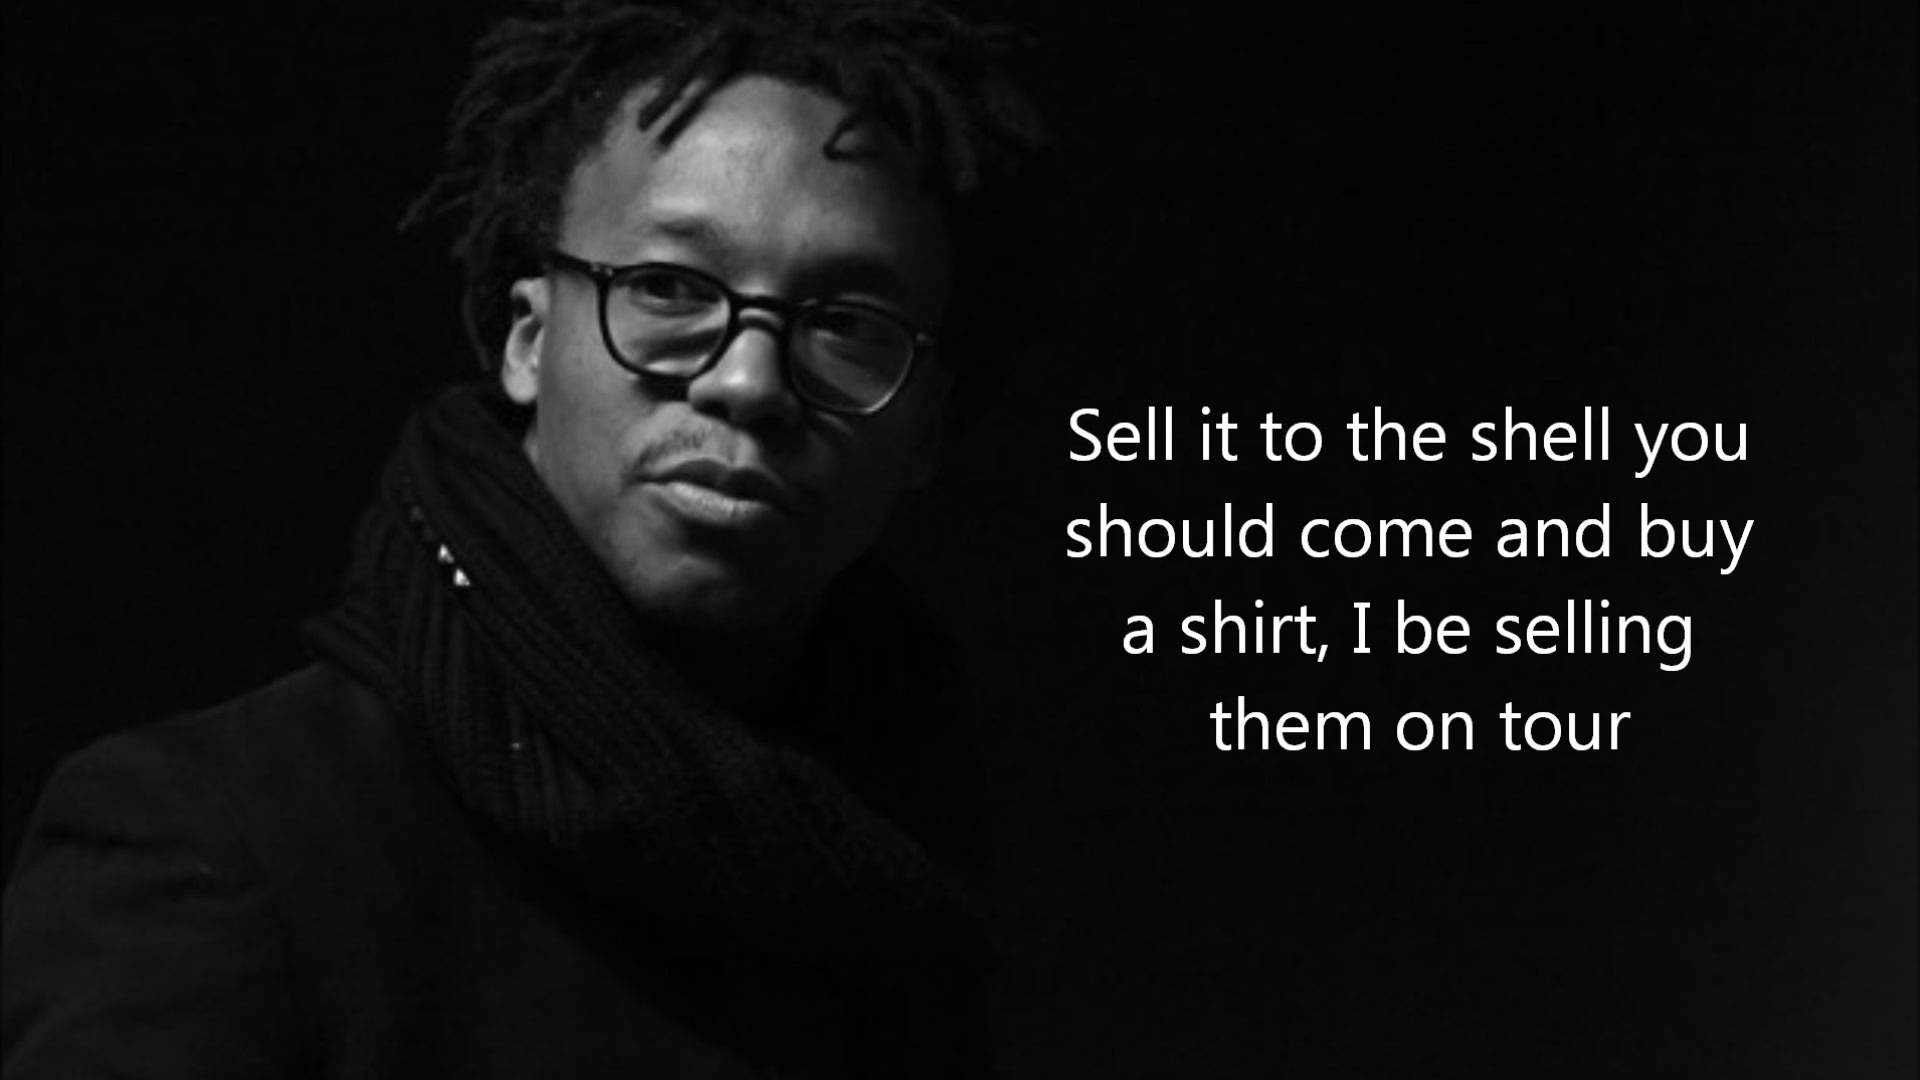 Sell it to the shell you
should come and buy
a shirt, I be selling
them on tour